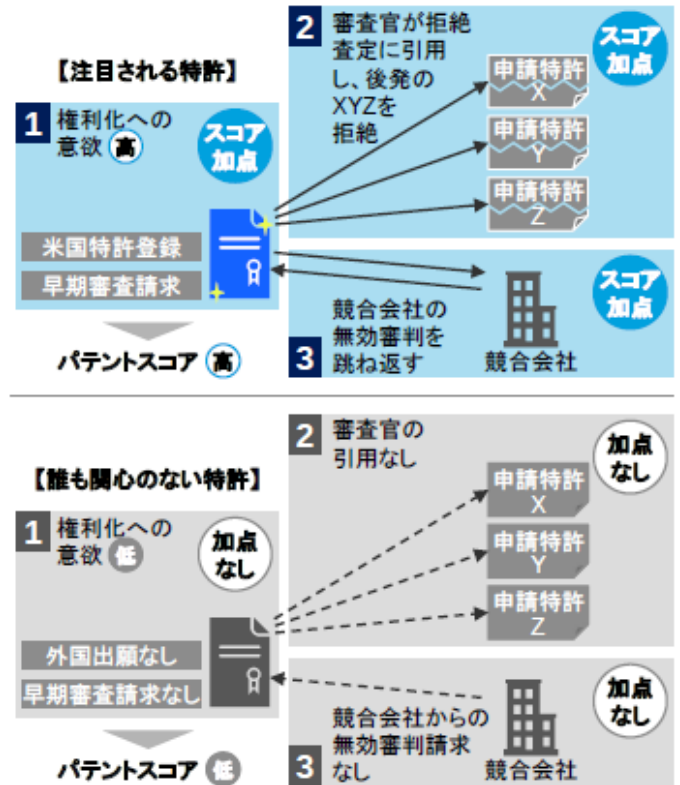 【注目される特許】
1 権利化への
意欲 高
スコア
加点
米国特許登録
早期審査請求
パテントスコア 高
2 審査官が拒絶
査定に引用
し、後発の
XYZを
拒絶
スコア
加点
申請特許
X
申請特許
Y
申請特許
Z
スコア
加点
競合会社の
無効審判を
3 跳ね返す
競合会社
【誰も関心のない特許】
1 権利化への
意欲 低
加点
なし
外国出願なし
早期審査請求なし
パテントスコア 低
2 審査官の
引用なし
加点
なし
申請特許
X
申請特許
Y
申請特許
Z
加点
なし
競合会社からの
無効審判請求
3 なし
競合会社